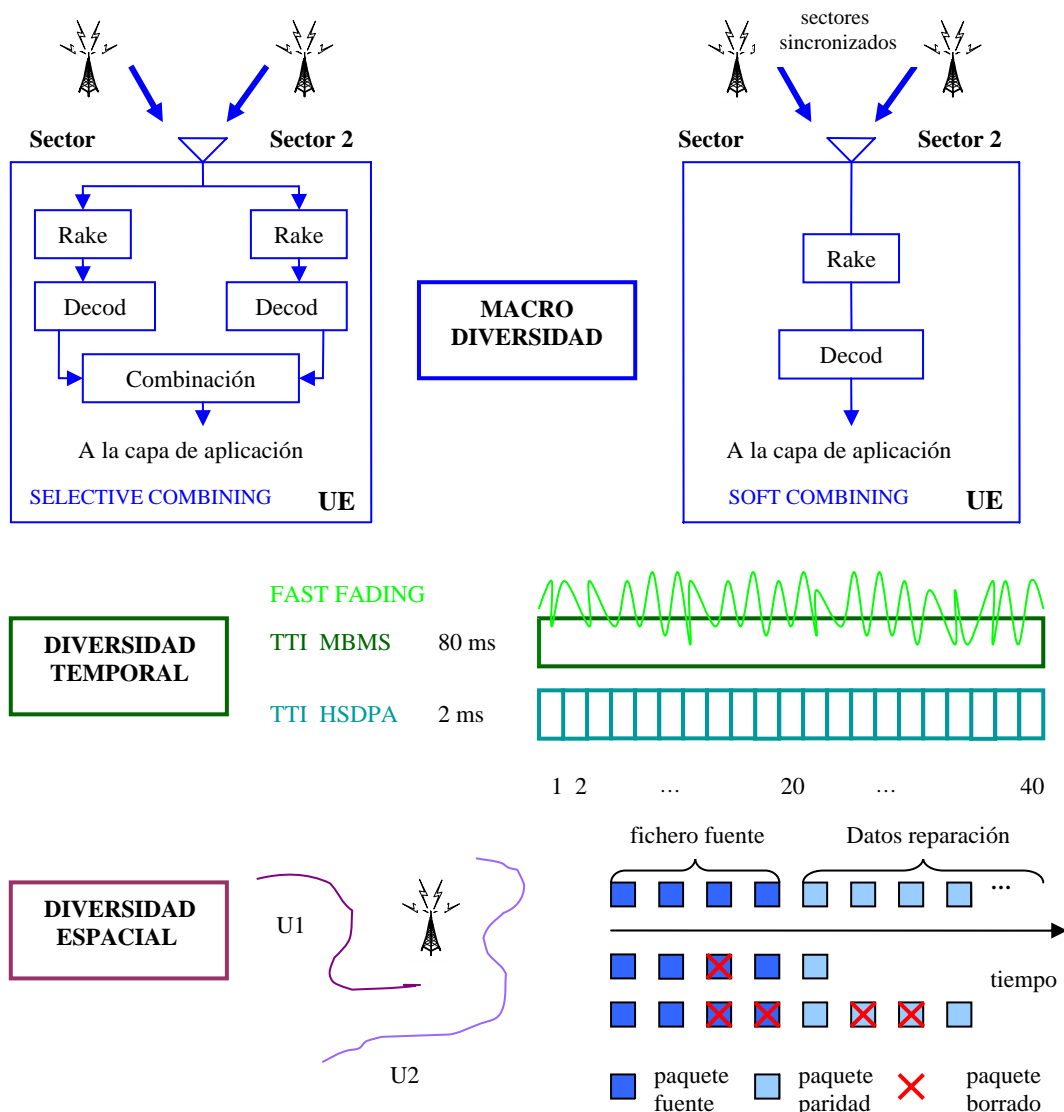 sectores
sincronizados
Sector
Sector 2
Sector
Sector 2
Rake
Rake
Rake
Decod
Decod
Decod
MACRO
DIVERSIDAD
Combinación
A la capa de aplicación
A la capa de aplicación
SELECTIVE COMBINING
UE
SOFT COMBINING
UE
DIVERSIDAD
TEMPORAL
FAST FADING
TTI MBMS 80 ms
TTI HSDPA 2 ms
1 2 ... 20 ... 40
DIVERSIDAD
ESPACIAL
U1
U2
fichero fuente
Datos reparación
...
tiempo
paquete
fuente
paquete
paridad
paquete
borrado